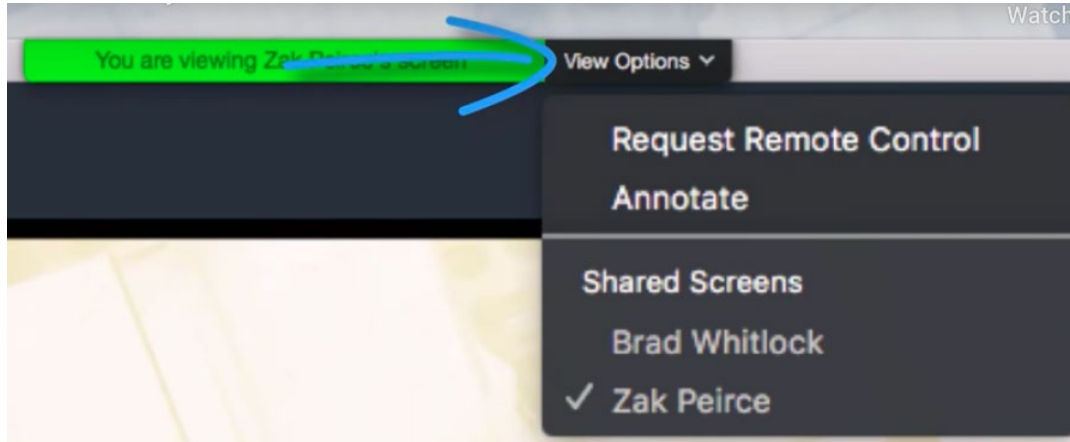 Watch
You are viewing Zak Peirce's screen
View Options
Request Remote Control
Annotate
Shared Screens
Brad Whitlock
Zak Peirce